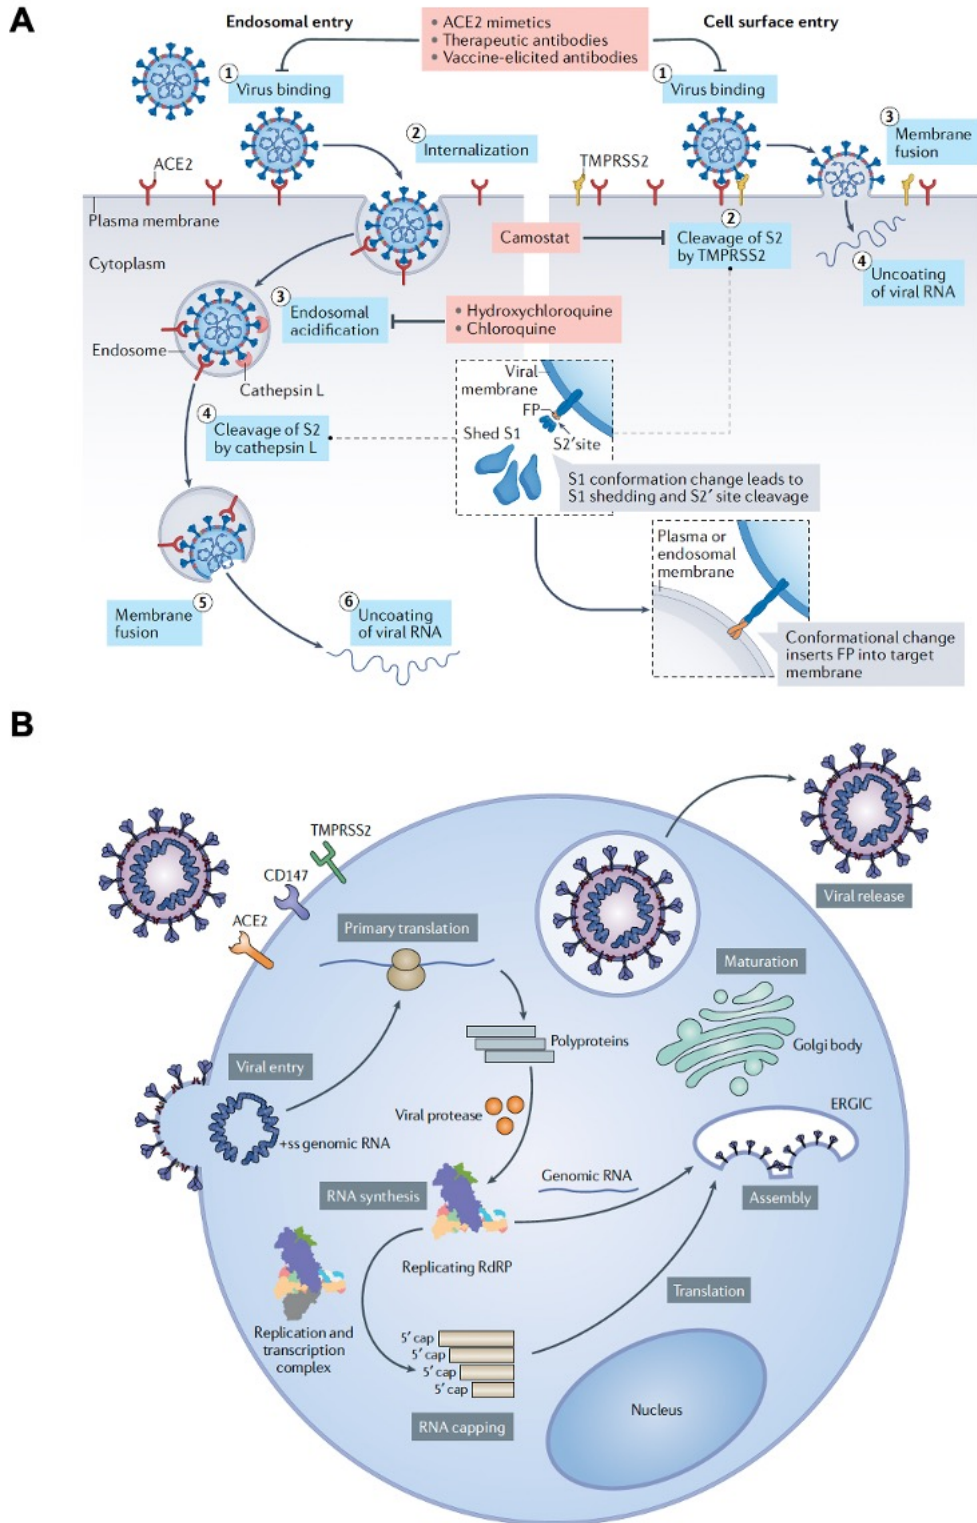 A
Endosomal entry
• ACE2 mimetics
• Therapeutic antibodies
• Vaccine-elicited antibodies
Cell surface entry
1
Virus binding
1
Virus binding
2
Internalization
3
Membrane
fusion
ACE2
TMPRSS2
Plasma membrane
Camostat
2
Cleavage of S2
by TMPRSS2
Cytoplasm
4
Uncoating
of viral RNA
3
Endosomal
acidification
• Hydroxychloroquine
• Chloroquine
Endosome
Cathepsin L
Viral
membrane
FP
S2′ site
4
Cleavage of S2
by cathepsin L
Shed S1
S1 conformation change leads to
S1 shedding and S2′ site cleavage
Plasma or
endosomal
membrane
5
Membrane
fusion
6
Uncoating
of viral RNA
Conformational change
inserts FP into target
membrane
B
TMPRSS2
CD147
ACE2
Viral release
Primary translation
Maturation
Polyproteins
Golgi body
Viral entry
Viral protease
ERGIC
+ss genomic RNA
Genomic RNA
RNA synthesis
Assembly
Replicating RdRP
Translation
Replication and
transcription
complex
5′ cap
5′ cap
5′ cap
5′ cap
RNA capping
Nucleus